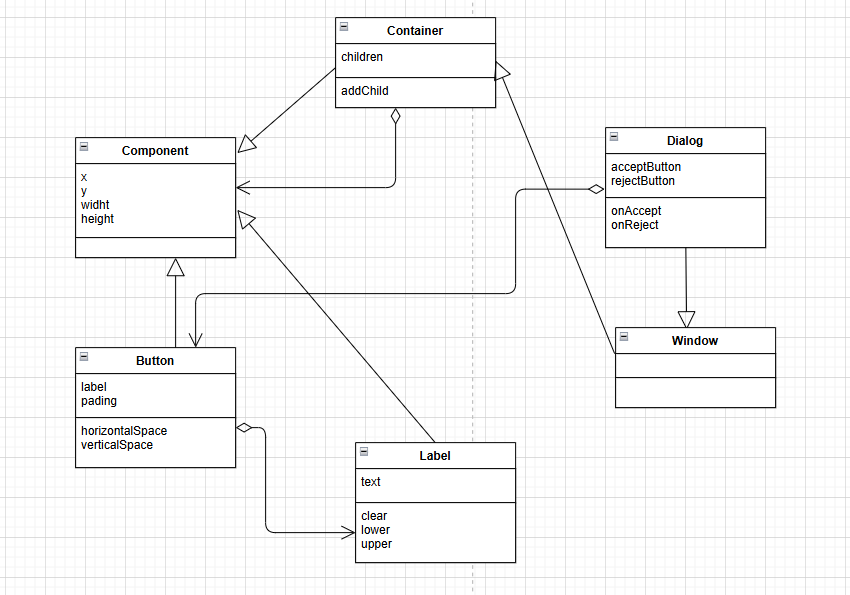 Container
children
addChild
Component
x
y
widht
height
Dialog
acceptButton
rejectButton
onAccept
onReject
Window
Button
label
pading
horizontalSpace
verticalSpace
Label
text
clear
lower
upper